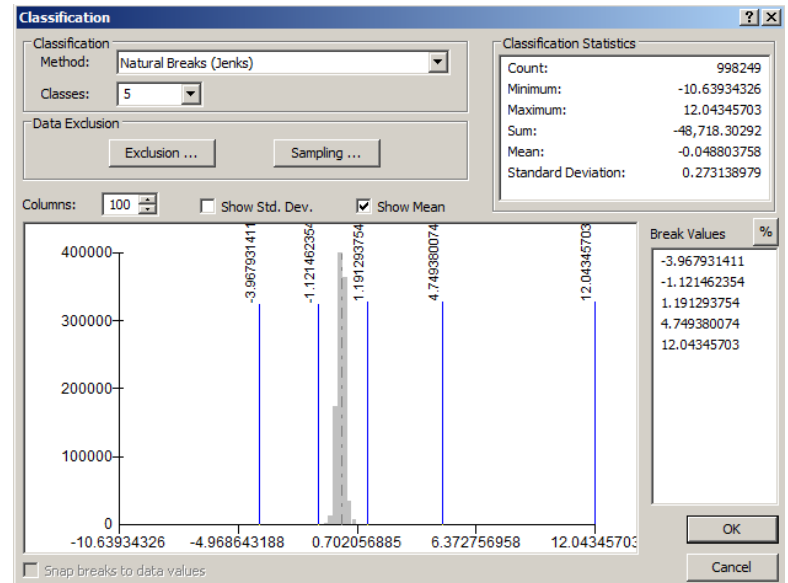 Classification
Classification
Method: Natural Breaks (Jenks)
Classes: 5
Data Exclusion
Exclusion ...
Sampling ...
Classification Statistics
Count: 998249
Minimum: -10.63934326
Maximum: 12.04345703
Sum: -48,718.30292
Mean: -0.048803758
Standard Deviation: 0.273138979
Columns: 100
Show Std. Dev.
Show Mean
400000
300000
200000
100000
0
-3.967931411
-1.121462354
1.191293754
4.749380074
12.04345703
-10.63934326
-4.968643188
0.702056885
6.372756958
12.04345703
Break Values
%
-3.967931411
-1.121462354
1.191293754
4.749380074
12.04345703
OK
Snap breaks to data values
Cancel